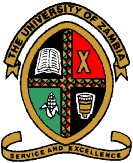 THE UNIVERSITY OF ZAMBIA
SERVICE AND EXCELLENCE